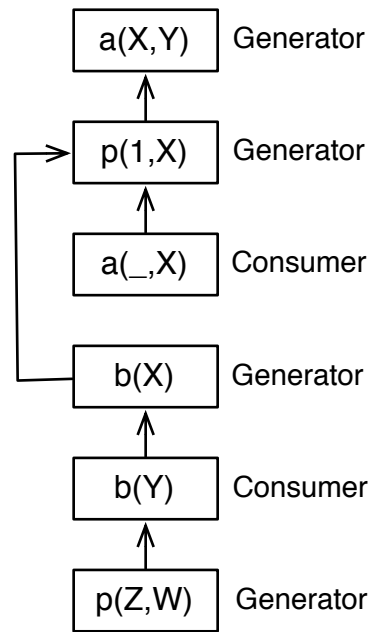 a(X,Y) Generator
p(1,X) Generator
a(_,X) Consumer
b(X) Generator
b(Y) Consumer
p(Z,W) Generator